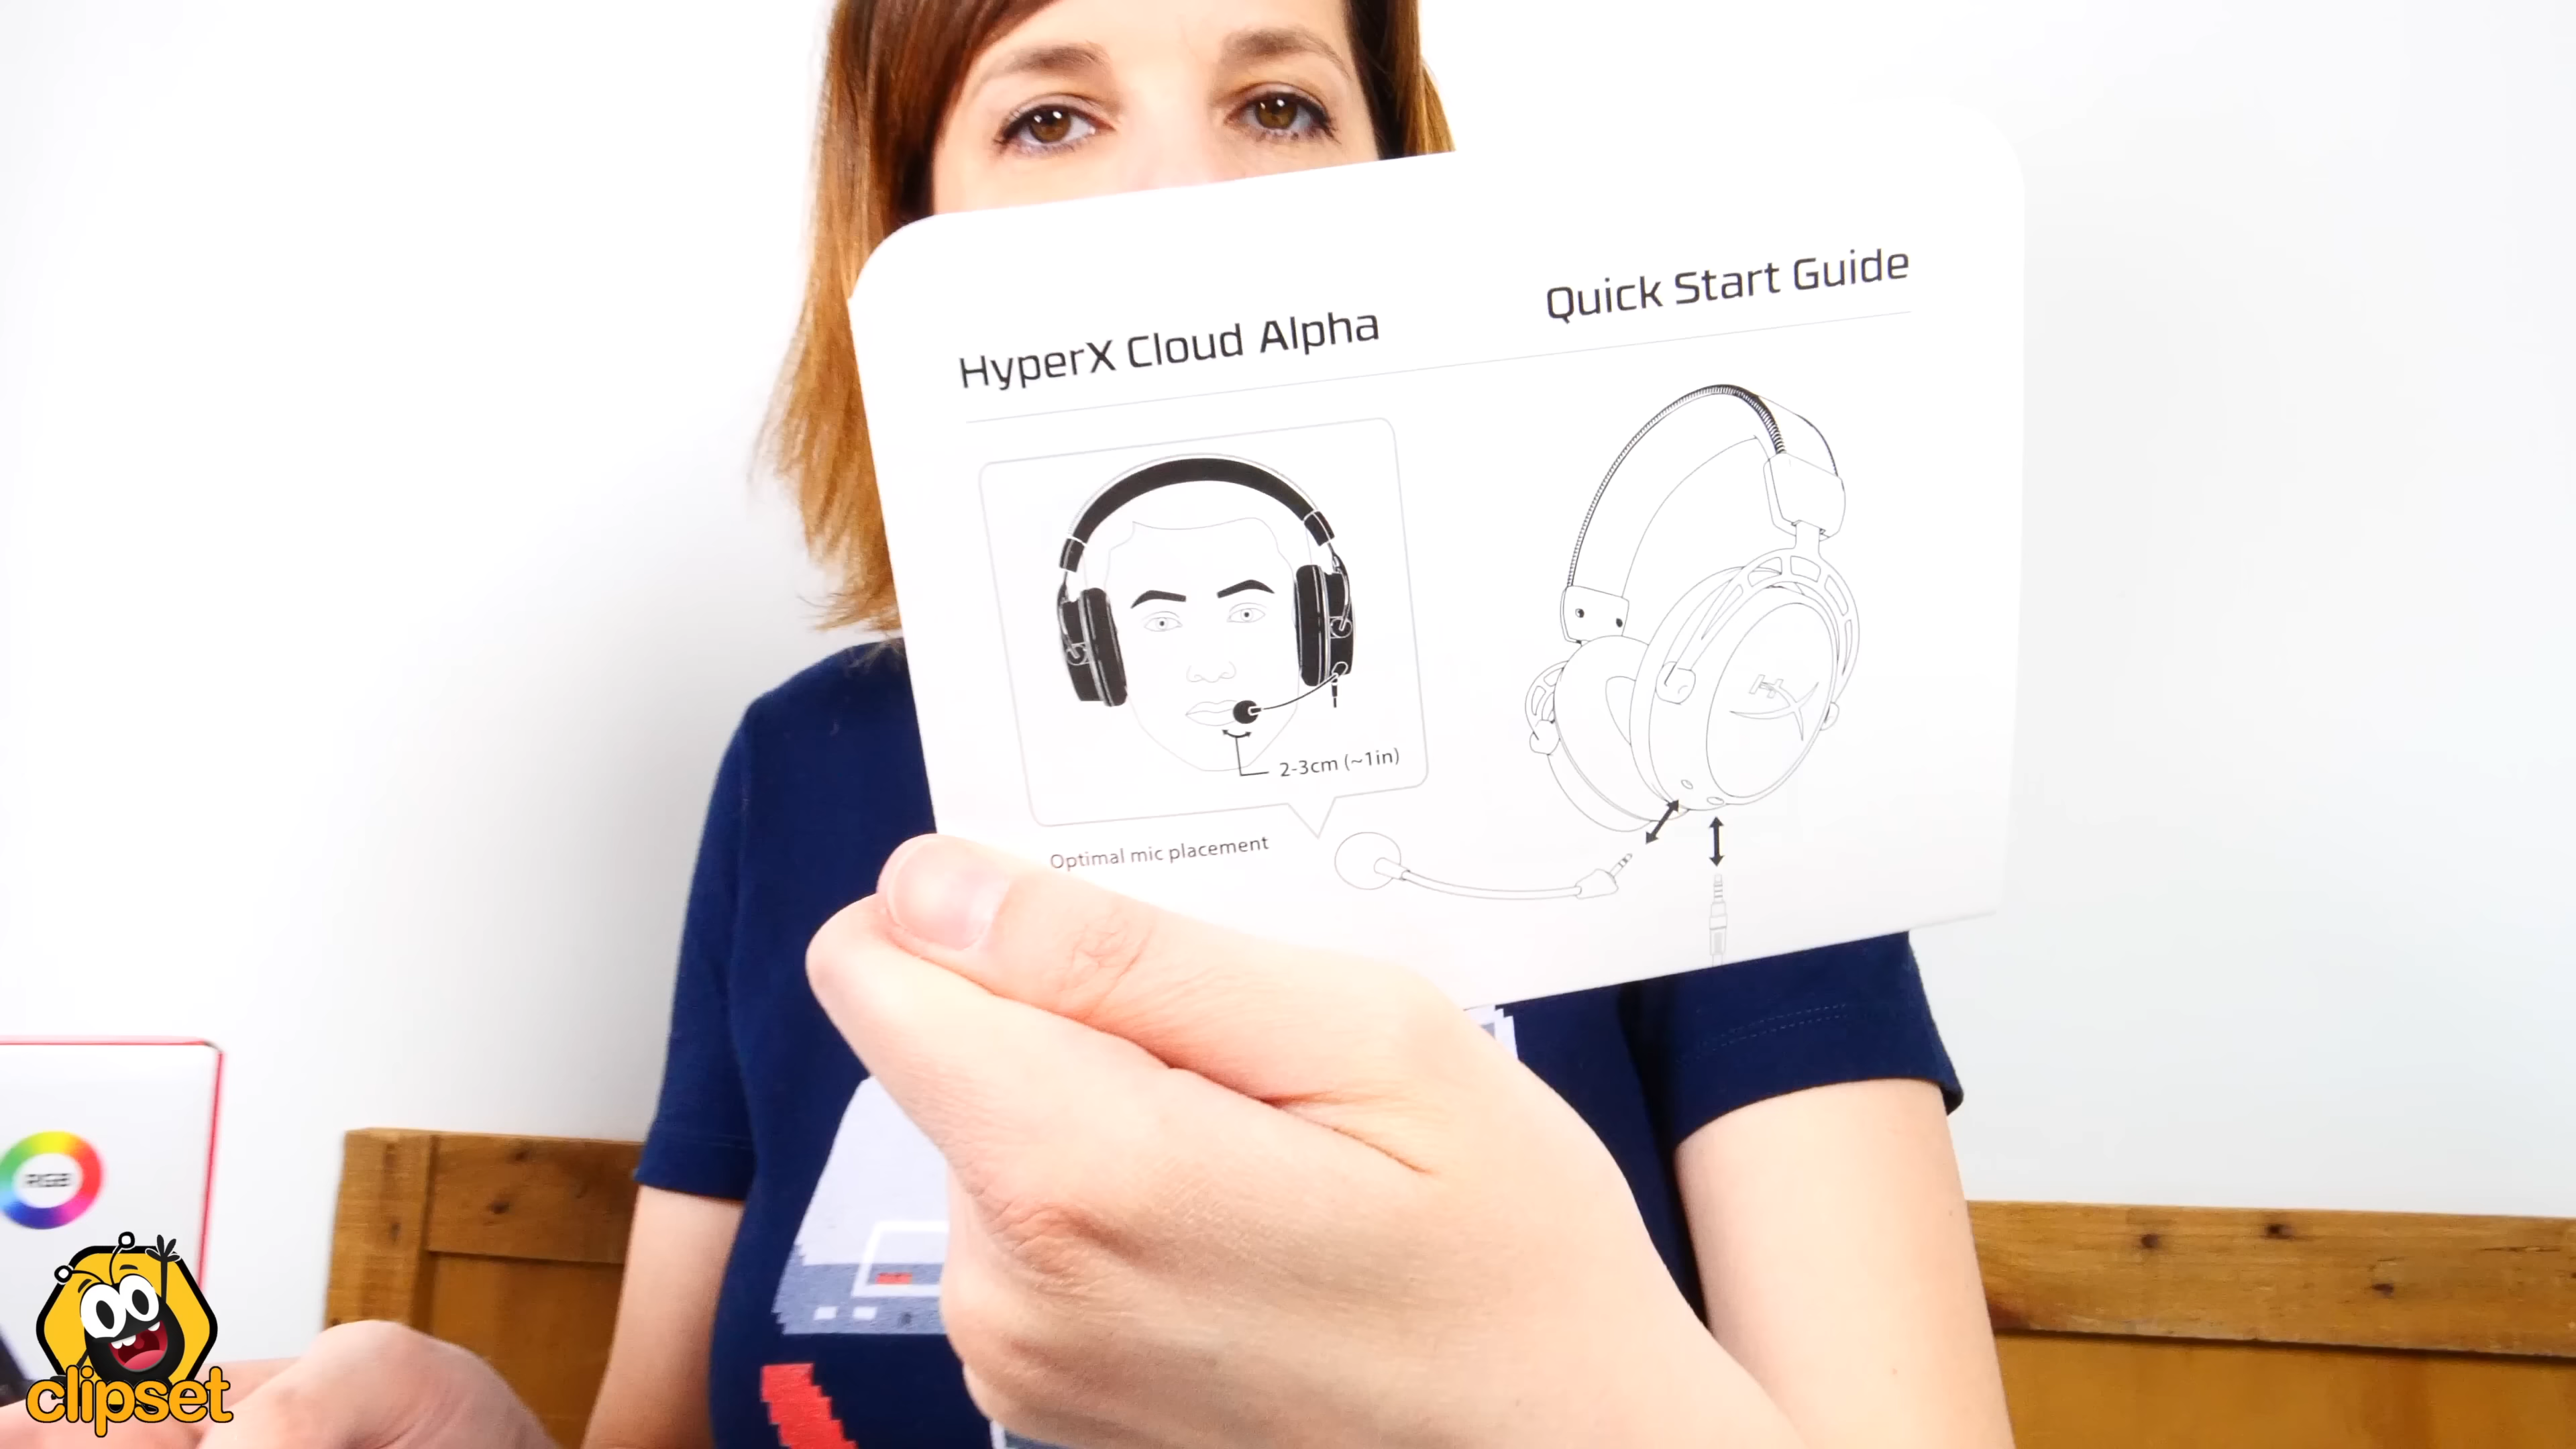 HyperX Cloud Alpha
Quick Start Guide
2-3cm (~1in)
Optimal mic placement
RGB
clipset